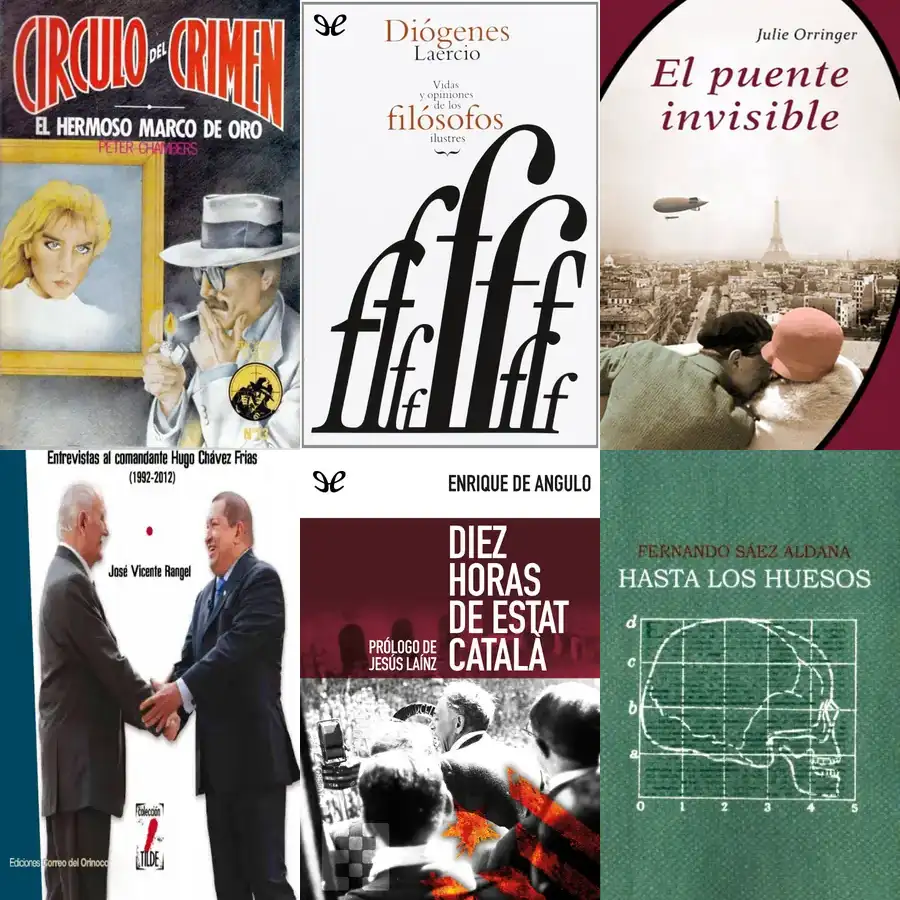 CIRCULO DEL CRIMEN
EL HERMOSO MARCO DE ORO
PETER CHAMBERS
Nº 13
Diógenes
Laercio
Vidas
y opiniones
de los
filósofos
ilustres
fffffffffff
Julie Orringer
El puente
invisible
Entrevistas al comandante Hugo Chávez Frías
(1992-2012)
José Vicente Rangel
colección
TILDE
Ediciones Correo del Orinoco
ENRIQUE DE ANGULO
DIEZ
HORAS
DE ESTAT
CATALÀ
PRÓLOGO DE
JESÚS LAÍNZ
FERNANDO SÁEZ ALDANA
HASTA LOS HUESOS
d
c
b
a
0 1 2 3 4 5